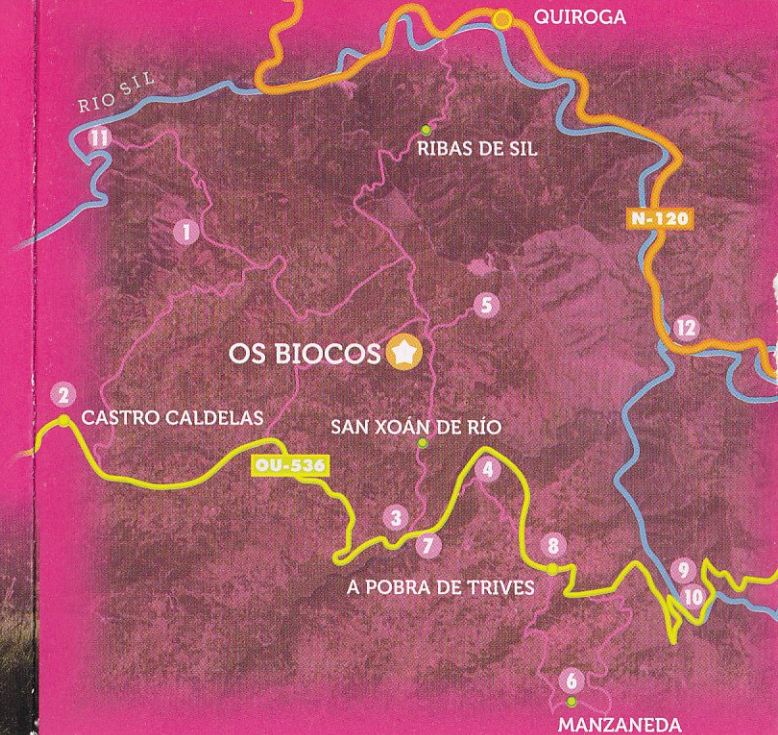 QUIROGA
RIO SIL
11
RIBAS DE SIL
1
N-120
5
12
OS BIOCOS
2
CASTRO CALDELAS
SAN XOÁN DE RÍO
OU-536
4
3
7
8
A POBRA DE TRIVES
9
10
6
MANZANEDA